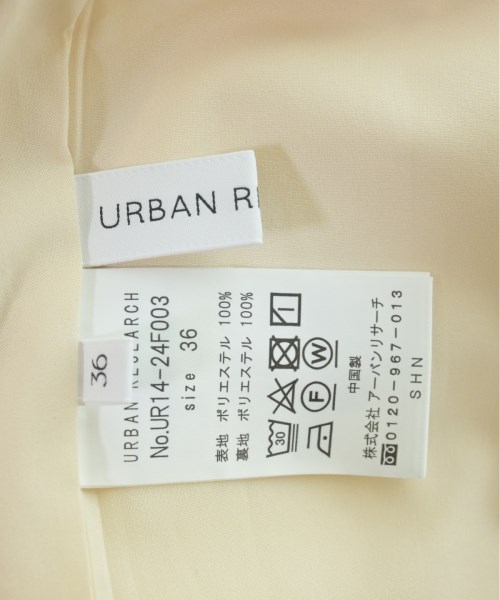 URBAN RE
36
URBAN RESEARCH
No.UR14-24F003
size 36
表地 ポリエステル 100%
裏地 ポリエステル 100%
30
F W
中国製
株式会社 アーバンリサーチ
0120-967-013
SHN